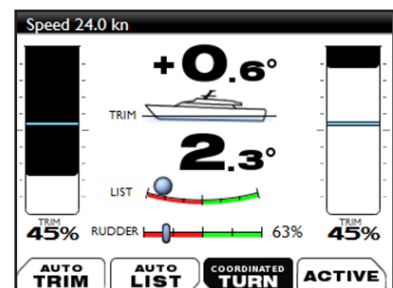 Speed 24.0 kn
+0.6°
TRIM
2.3°
LIST
TRIM
45%
RUDDER
63%
TRIM
45%
AUTO
TRIM
AUTO
LIST
COORDINATED
TURN
ACTIVE